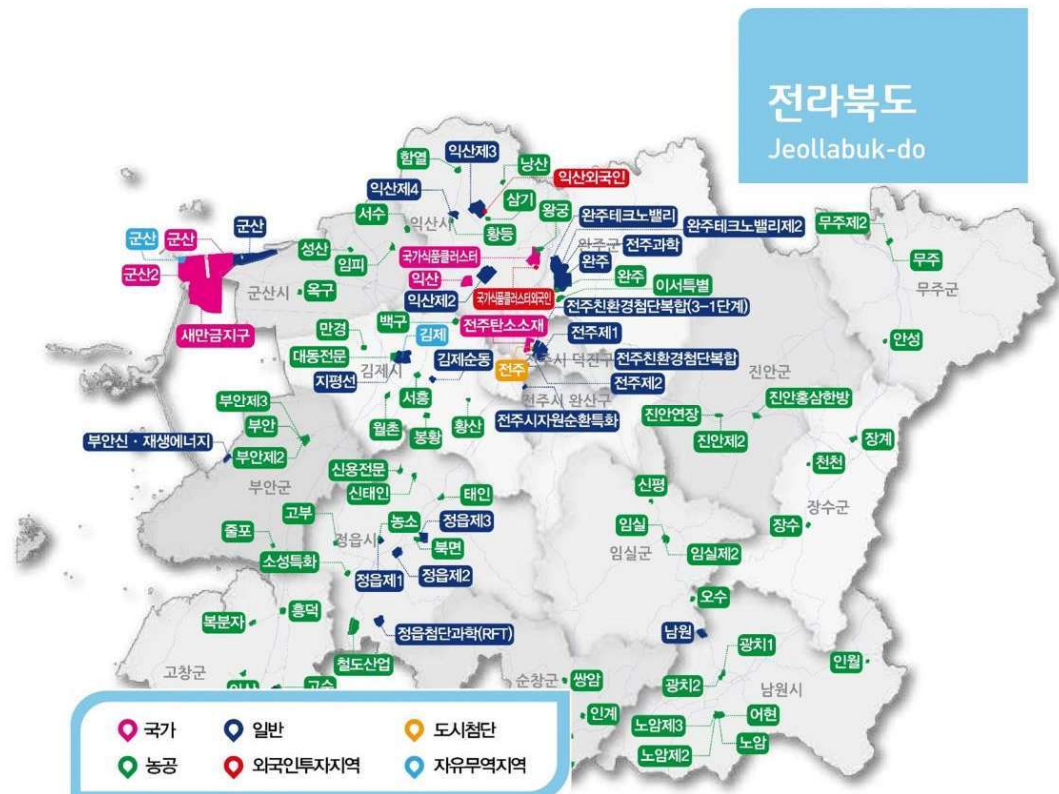 전라북도
Jeollabuk-do
함열
익산제3
낭산
익산외국인
익산제4
삼기
왕궁
서수
익산시
황등
완주테크노밸리
완주테크노밸리제2
무주제2
군산
군산
군산
성산
임피
국가식품클러스터
완주군
전주과학
완주
무주
군산2
익산
완주
이서특별
무주군
군산시
옥구
익산제2
국가식품클러스터외국인
전주친환경첨단복합(3-1단계)
새만금지구
만경
백구
김제
전주탄소소재
전주제1
안성
대동전문
김제시
김제순동
전주
전주시 덕진구
전주친환경첨단복합
진안군
지평선
서흥
전주제2
전주시 완산구
부안제3
월촌
봉황
황산
전주시자원순환특화
진안연장
진안홍삼한방
부안
진안제2
장계
부안신·재생에너지
부안제2
천천
신용전문
신태인
태인
신평
부안군
장수군
고부
농소
정읍제3
임실
장수
줄포
정읍시
북면
임실군
임실제2
소성특화
정읍제1
정읍제2
오수
복분자
흥덕
정읍첨단과학(RFT)
남원
광치1
인월
고창군
철도산업
순창군
쌍암
광치2
남원시
고수
인계
노암제3
어현
노암제2
노암
국가
일반
도시첨단
농공
외국인투자지역
자유무역지역